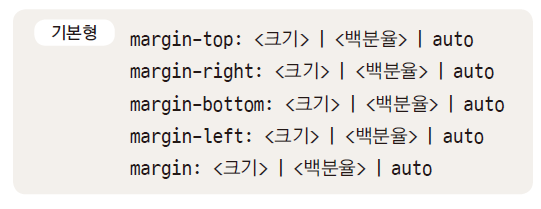 기본형
margin-top: <크기> | <백분율> | auto
margin-right: <크기> | <백분율> | auto
margin-bottom: <크기> | <백분율> | auto
margin-left: <크기> | <백분율> | auto
margin: <크기> | <백분율> | auto